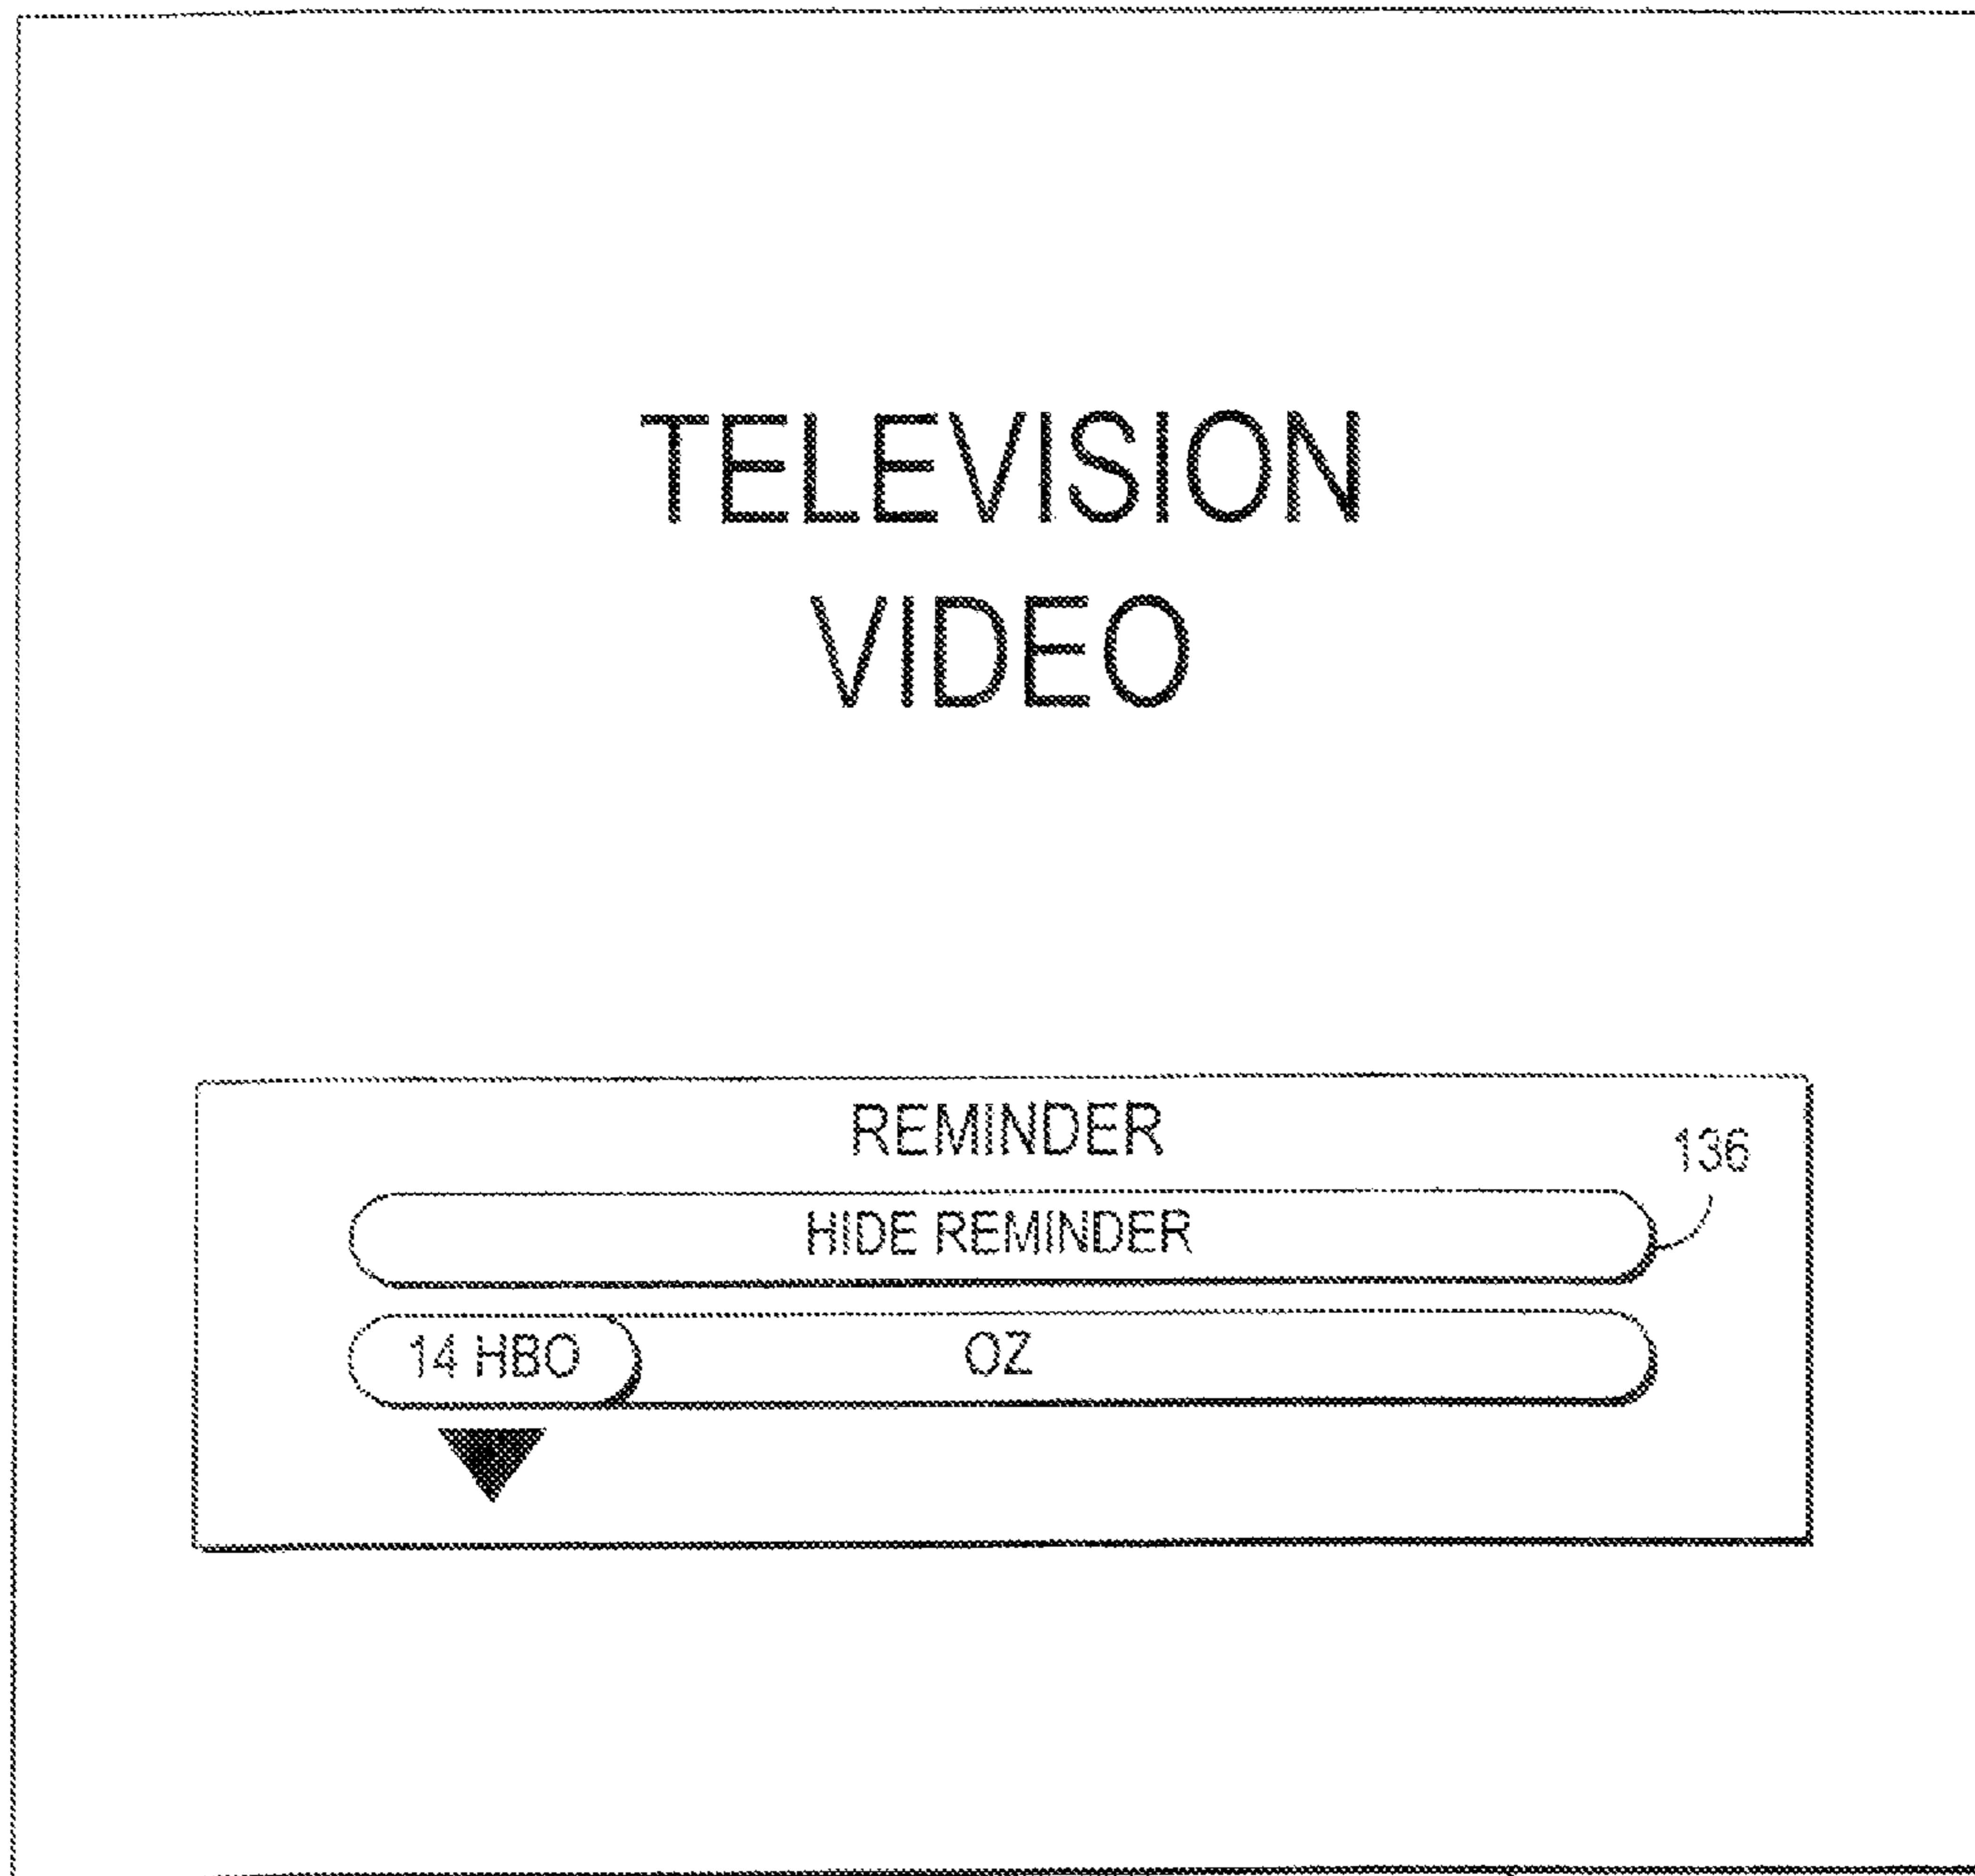 TELEVISION
VIDEO
REMINDER
136
HIDE REMINDER
14 HBO OZ